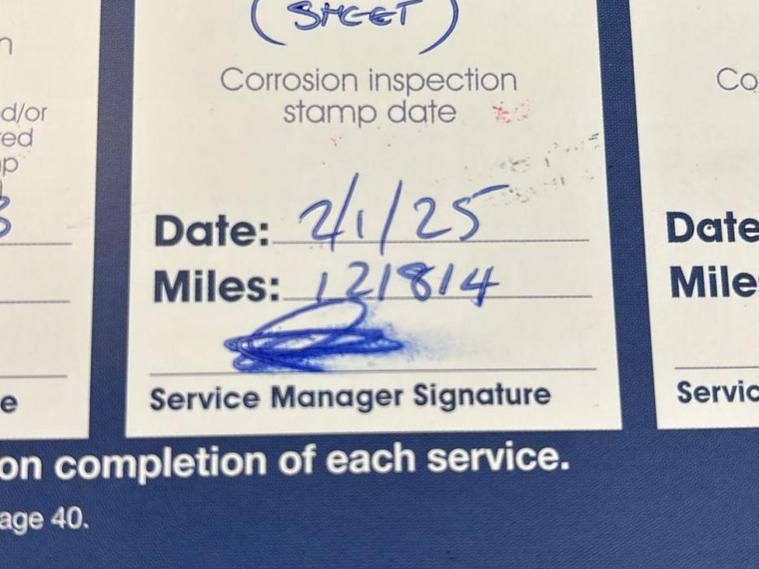 (SHEET)
Corrosion inspection
stamp date
Date: 2/1/25
Miles: 121814
Service Manager Signature
d/or
red
Co
Date
Mile
e
Servic
on completion of each service.
age 40.